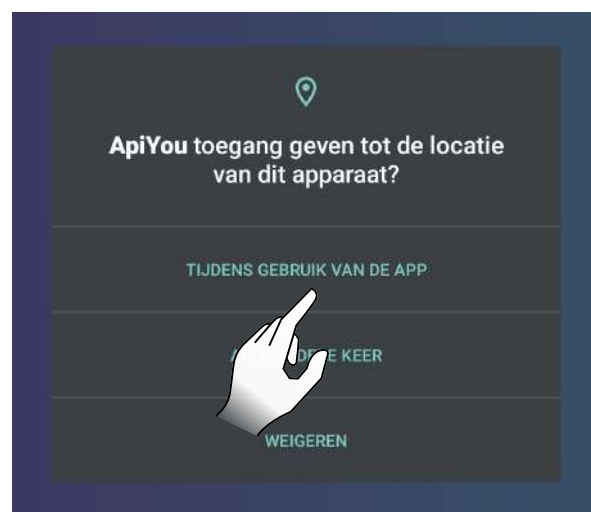 ApiYou toegang geven tot de locatie
van dit apparaat?
TIJDENS GEBRUIK VAN DE APP
KEER
WEIGEREN